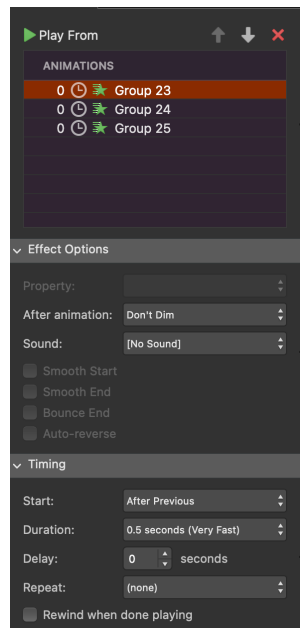 Play From
ANIMATIONS
0 Group 23
0 Group 24
0 Group 25
Effect Options
Property:
After animation: Don't Dim
Sound: [No Sound]
Smooth Start
Smooth End
Bounce End
Auto-reverse
Timing
Start: After Previous
Duration: 0.5 seconds (Very Fast)
Delay: 0 seconds
Repeat: (none)
Rewind when done playing